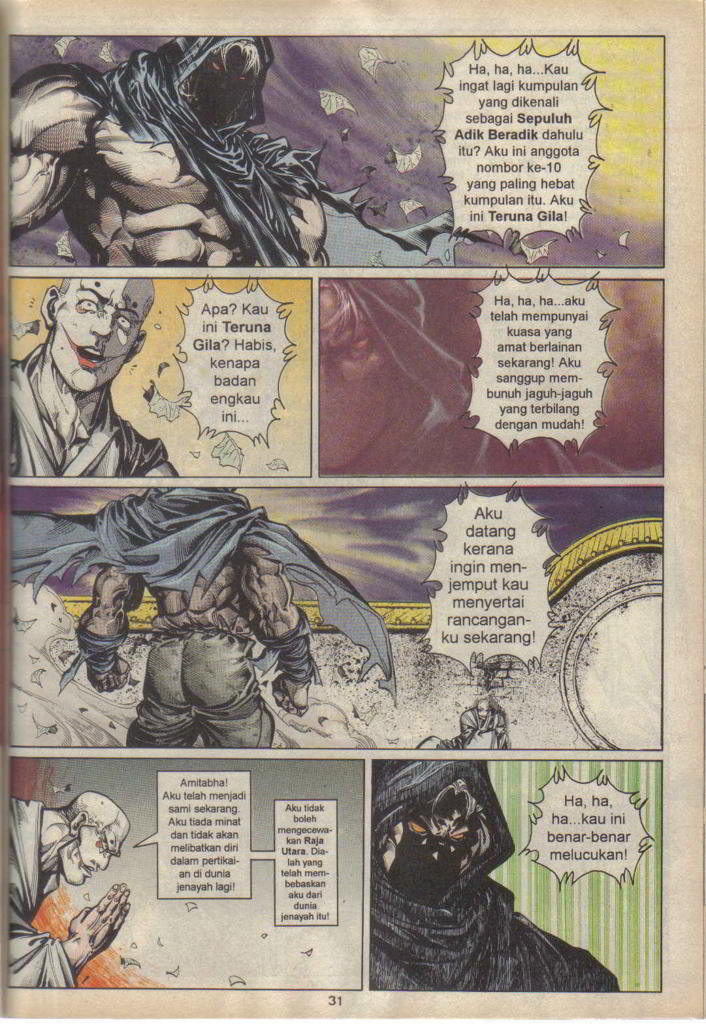 Ha, ha, ha...Kau
ingat lagi kumpulan
yang dikenali
sebagai Sepuluh
Adik Beradik dahulu
itu? Aku ini anggota
nombor ke-10
yang paling hebat
kumpulan itu. Aku
ini Teruna Gila!
Apa? Kau
ini Teruna
Gila? Habis,
kenapa
badan
engkau
ini...
Ha, ha, ha...aku
telah mempunyai
kuasa yang
amat berlainan
sekarang! Aku
sanggup mem-
bunuh jaguh-jaguh
yang terbilang
dengan mudah!
Aku
datang
kerana
ingin men-
jemput kau
menyertai
rancangan-
ku sekarang!
Amitabha!
Aku telah menjadi
sami sekarang.
Aku tiada minat
dan tidak akan
melibatkan diri
dalam pertikai-
an di dunia
jenayah lagi!
Aku tidak
boleh
mengecewa-
kan Raja
Utara. Dia-
lah yang
telah mem-
bebaskan
aku dari
dunia
jenayah itu!
Ha, ha,
ha...kau ini
benar-benar
melucukan!
31